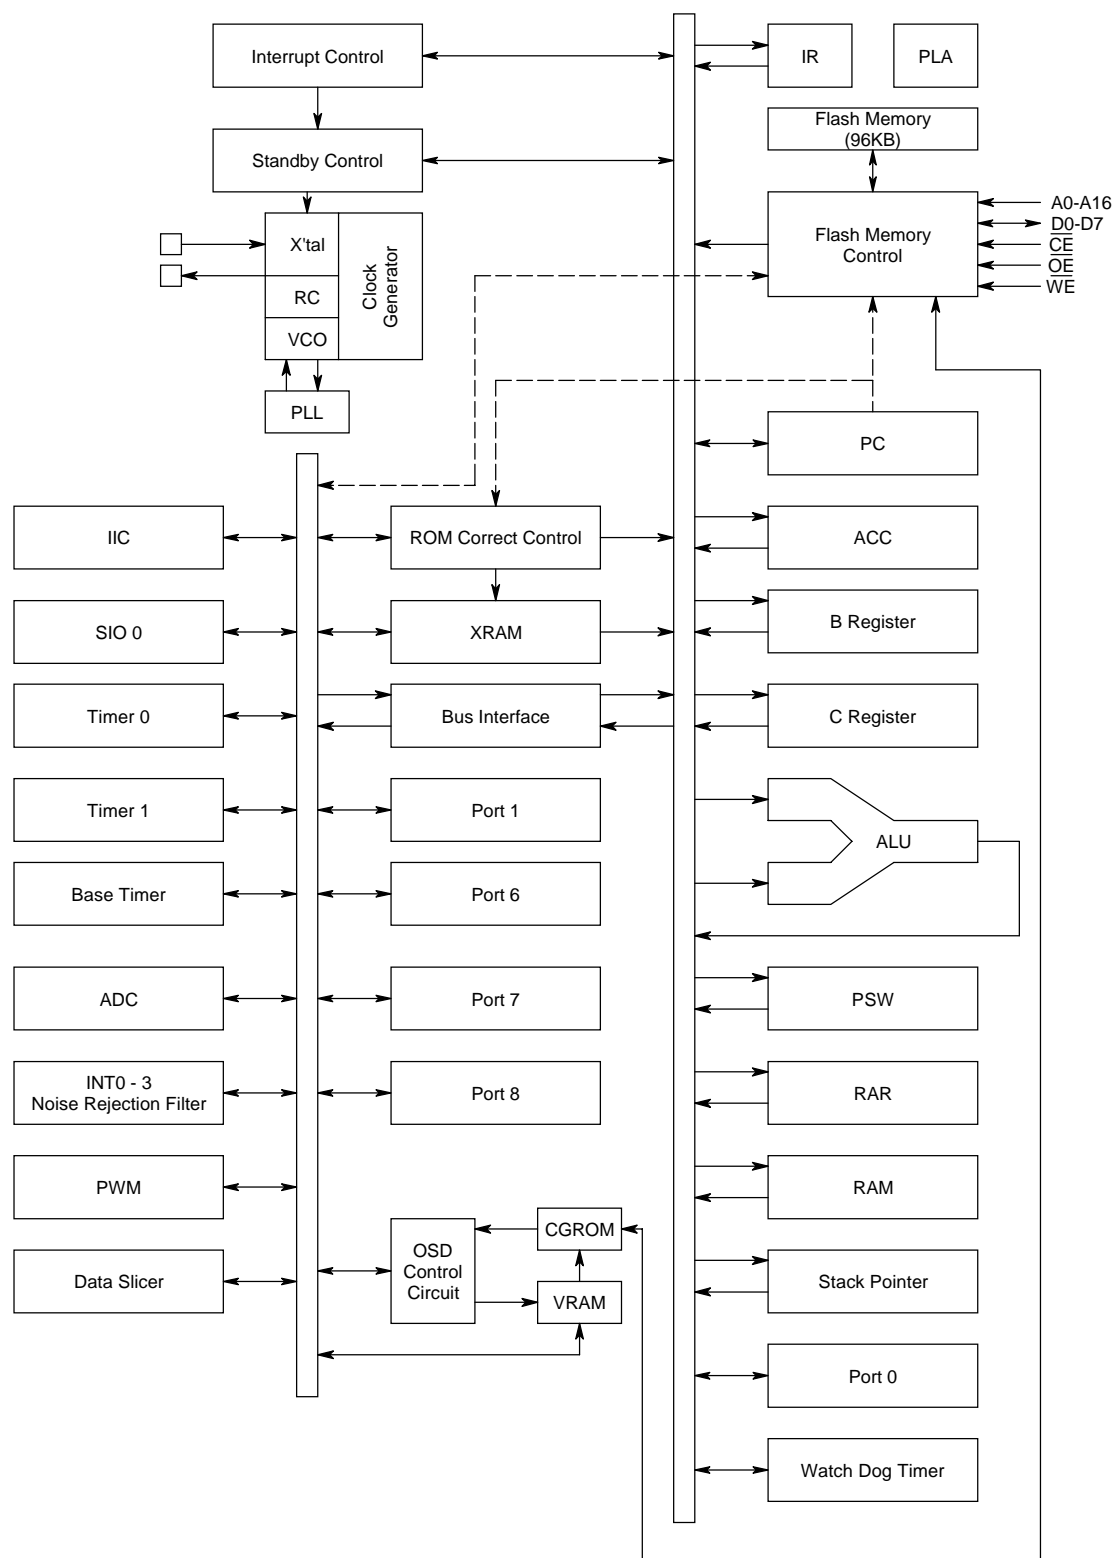 Interrupt Control
IR
PLA
Flash Memory
(96KB)
Standby Control
Flash Memory
Control
A0-A16
D0-D7
CE
OE
WE
X'tal
RC
VCO
Clock
Generator
PLL
PC
IIC
ROM Correct Control
ACC
SIO 0
XRAM
B Register
Timer 0
Bus Interface
C Register
Timer 1
Port 1
ALU
Base Timer
Port 6
ADC
Port 7
PSW
INT0 - 3
Noise Rejection Filter
Port 8
RAR
PWM
RAM
CGROM
OSD
Control
Circuit
VRAM
Data Slicer
Stack Pointer
Port 0
Watch Dog Timer